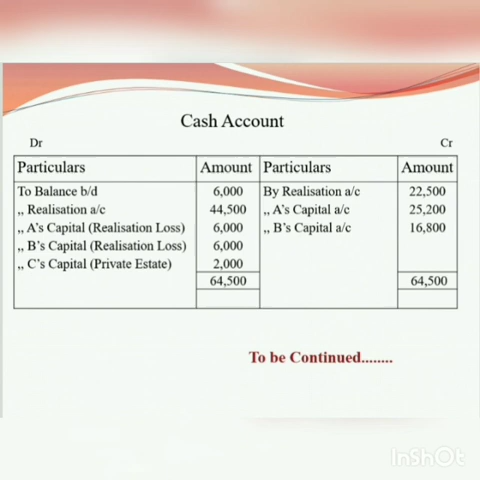 Cash Account
Dr Cr
Particulars Amount Particulars Amount
To Balance b/d 6,000 By Realisation a/c 22,500
,, Realisation a/c 44,500 ,, A's Capital a/c 25,200
,, A's Capital (Realisation Loss) 6,000 ,, B's Capital a/c 16,800
,, B's Capital (Realisation Loss) 6,000
,, C's Capital (Private Estate) 2,000
64,500 64,500
To be Continued........
InShOt